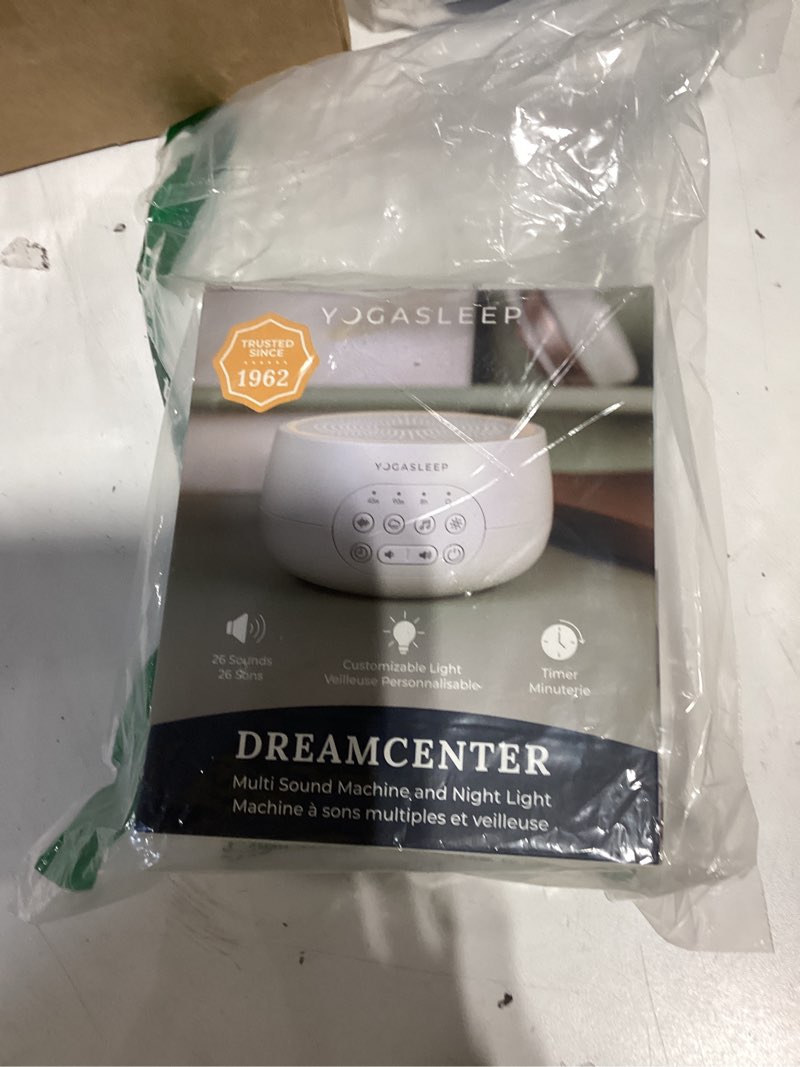 YOGASLEEP
TRUSTED
SINCE
1962
YOGASLEEP
26 Sounds
26 Sons
Customizable Light
Veilleuse Personnalisable
Timer
Minuterie
DREAMCENTER
Multi Sound Machine and Night Light
Machine à sons multiples et veilleuse